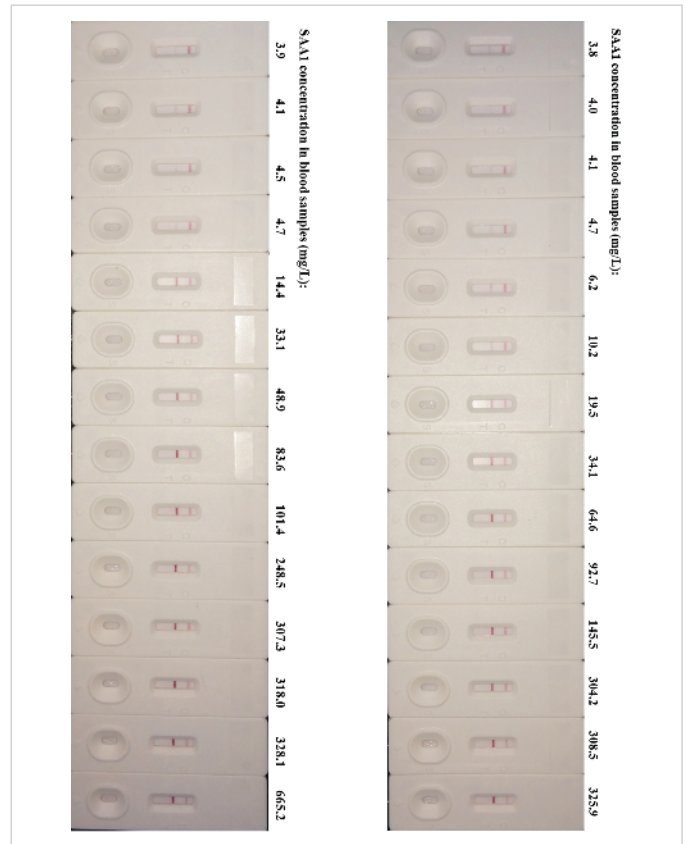 SAA1 concentration in blood samples (mg/L):
3.8 4.0 4.1 4.7 6.2 10.2 19.5 34.1 64.6 92.7 145.5 304.2 308.5 325.9
SAA1 concentration in blood samples (mg/L):
3.9 4.1 4.5 4.7 14.4 33.1 48.9 83.6 101.4 248.5 307.3 318.0 328.1 665.2